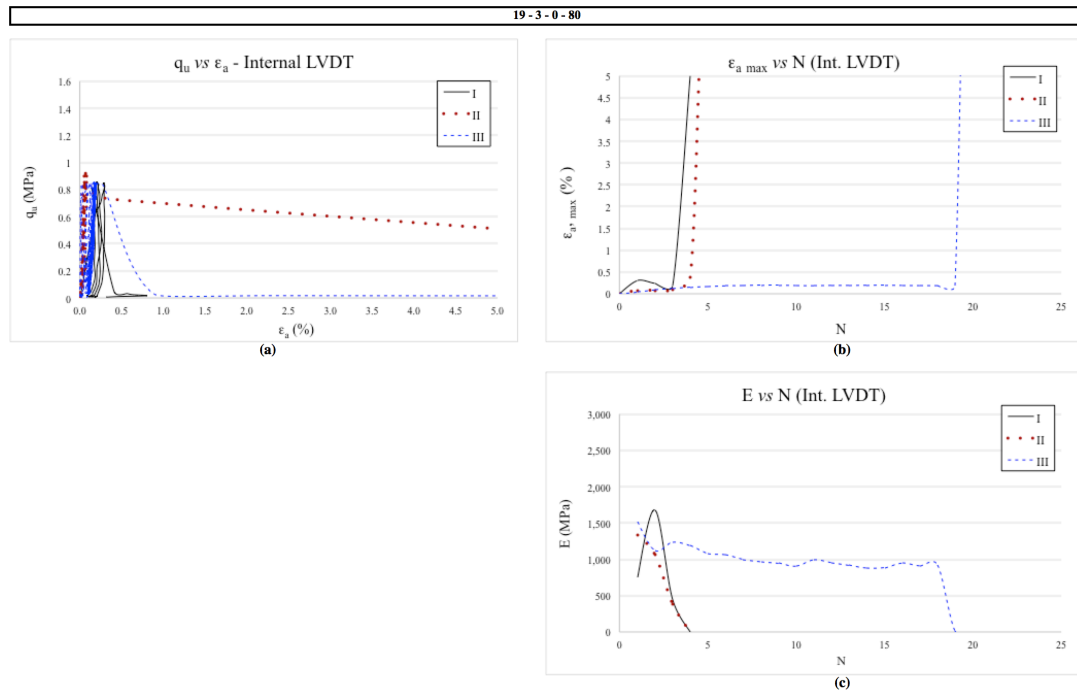 19 - 3 - 0 - 80
qu vs εa - Internal LVDT
1.6
1.4
1.2
1
0.8
0.6
0.4
0.2
0
qu (MPa)
I
II
III
0.0 0.5 1.0 1.5 2.0 2.5 3.0 3.5 4.0 4.5 5.0
εa (%)
(a)
εa max vs N (Int. LVDT)
5
4.5
4
3.5
3
2.5
2
1.5
1
0.5
0
εa, max (%)
I
II
III
0 5 10 15 20 25
N
(b)
E vs N (Int. LVDT)
3,000
2,500
2,000
1,500
1,000
500
0
E (MPa)
I
II
III
0 5 10 15 20 25
N
(c)